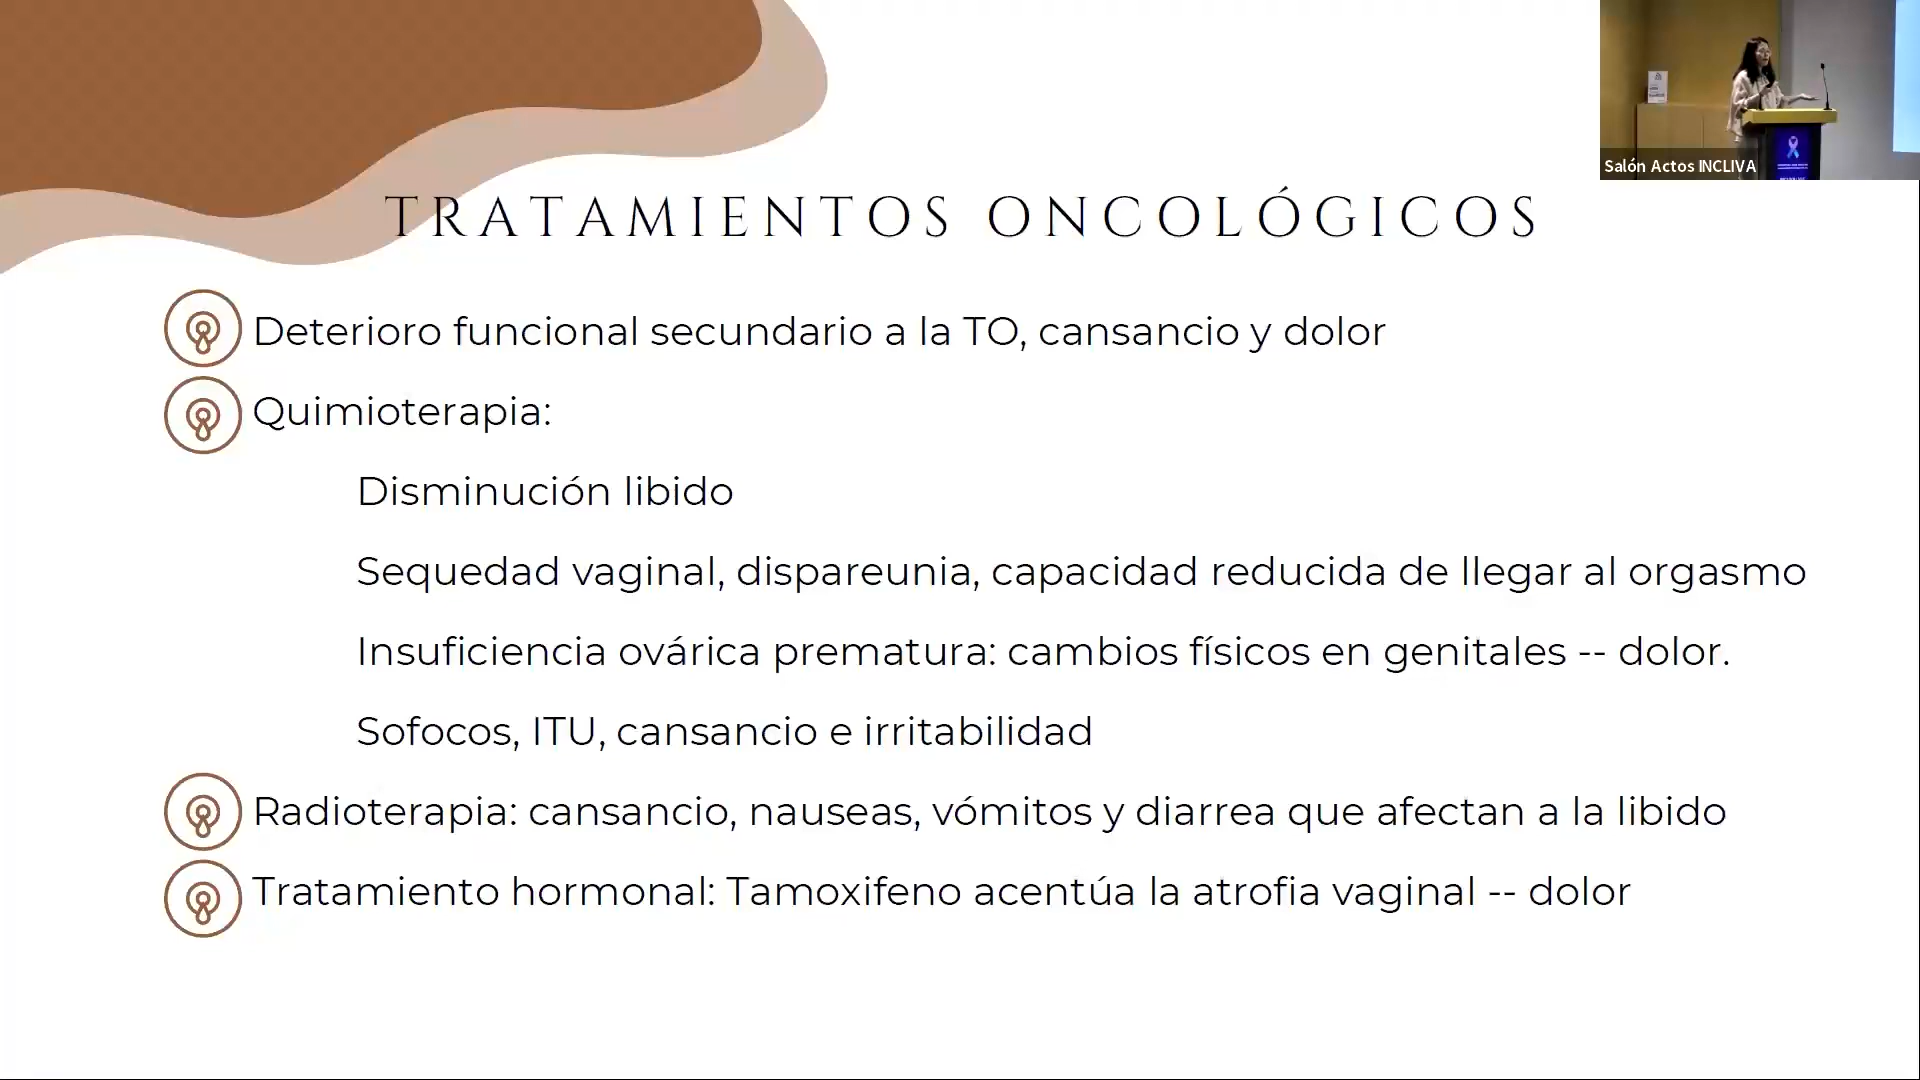 Salón Actos INCLIVA
TRATAMIENTOS ONCOLÓGICOS
Deterioro funcional secundario a la TO, cansancio y dolor
Quimioterapia:
Disminución libido
Sequedad vaginal, dispareunia, capacidad reducida de llegar al orgasmo
Insuficiencia ovárica prematura: cambios físicos en genitales -- dolor.
Sofocos, ITU, cansancio e irritabilidad
Radioterapia: cansancio, nauseas, vómitos y diarrea que afectan a la libido
Tratamiento hormonal: Tamoxifeno acentúa la atrofia vaginal -- dolor